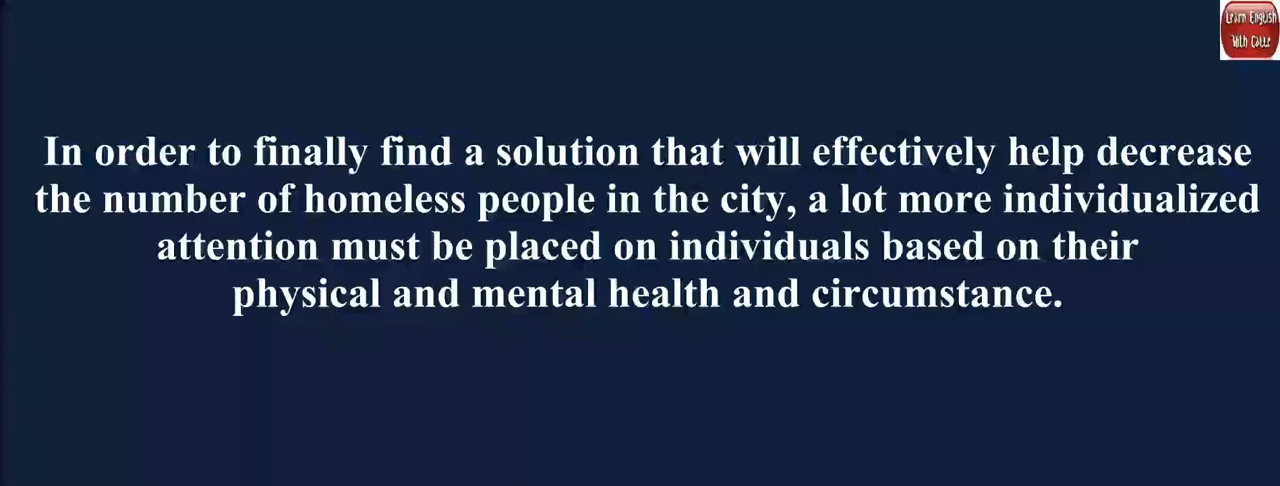 Learn English
With Cattz
In order to finally find a solution that will effectively help decrease
the number of homeless people in the city, a lot more individualized
attention must be placed on individuals based on their
physical and mental health and circumstance.